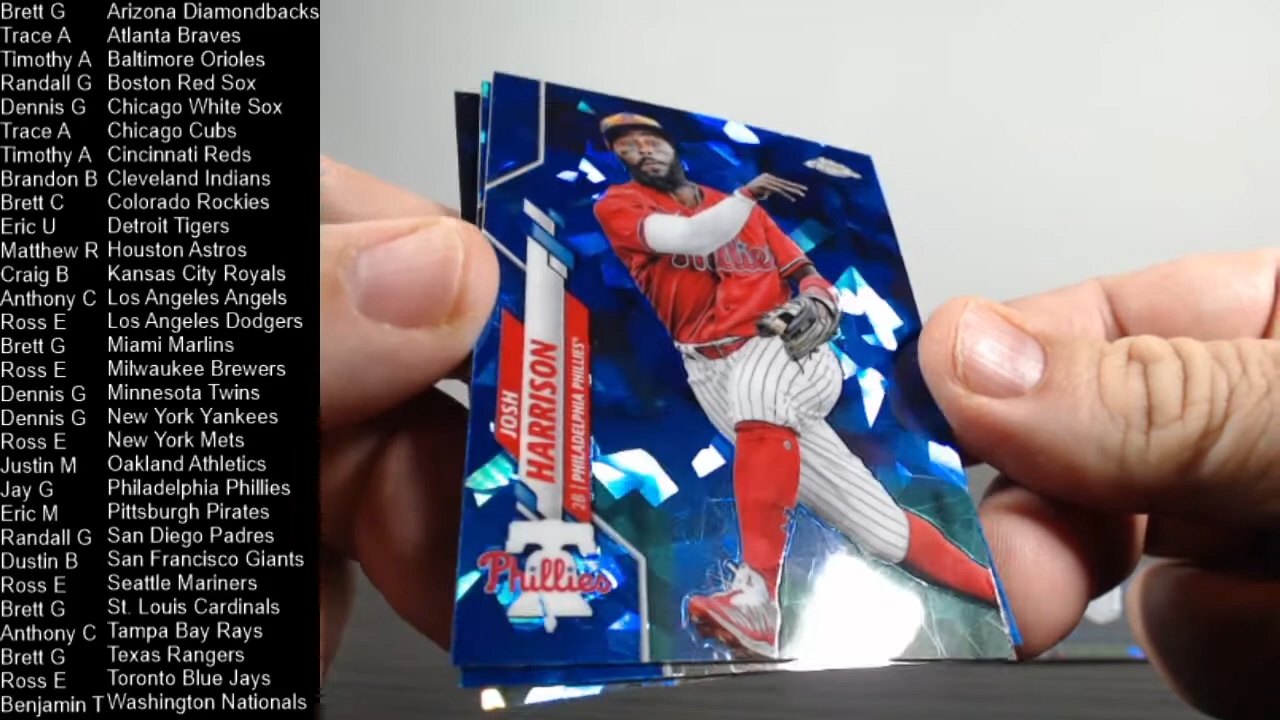 Brett G Arizona Diamondbacks
Trace A Atlanta Braves
Timothy A Baltimore Orioles
Randall G Boston Red Sox
Dennis G Chicago White Sox
Trace A Chicago Cubs
Timothy A Cincinnati Reds
Brandon B Cleveland Indians
Brett C Colorado Rockies
Eric U Detroit Tigers
Matthew R Houston Astros
Craig B Kansas City Royals
Anthony C Los Angeles Angels
Ross E Los Angeles Dodgers
Brett G Miami Marlins
Ross E Milwaukee Brewers
Dennis G Minnesota Twins
Dennis G New York Yankees
Ross E New York Mets
Justin M Oakland Athletics
Jay G Philadelphia Phillies
Eric M Pittsburgh Pirates
Randall G San Diego Padres
Dustin B San Francisco Giants
Ross E Seattle Mariners
Brett G St. Louis Cardinals
Anthony C Tampa Bay Rays
Brett G Texas Rangers
Ross E Toronto Blue Jays
Benjamin T Washington Nationals
JOSH
HARRISON
2B | PHILADELPHIA PHILLIES
Phillies
Phillies